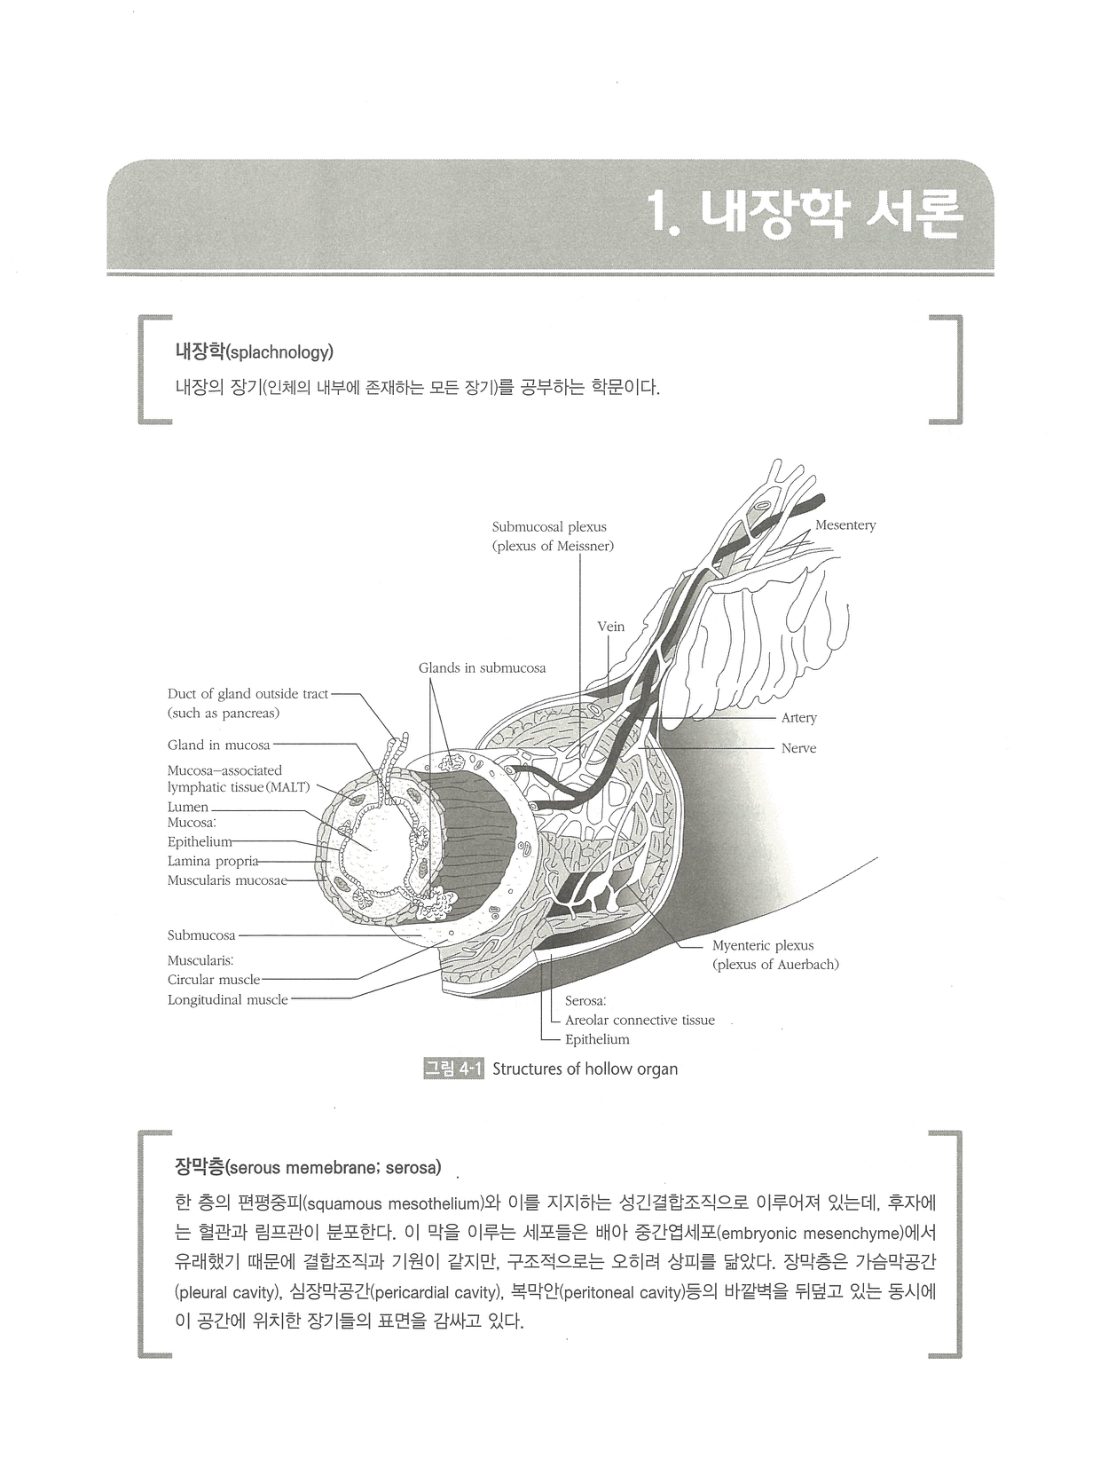 1. 내장학 서론
내장학(splachnology)
내장의 장기(인체의 내부에 존재하는 모든 장기)를 공부하는 학문이다.
Submucosal plexus
(plexus of Meissner)
Mesentery
Vein
Glands in submucosa
Duct of gland outside tract
(such as pancreas)
Artery
Gland in mucosa
Nerve
Mucosa-associated
lymphatic tissue(MALT)
Lumen
Mucosa:
Epithelium
Lamina propria
Muscularis mucosae
Submucosa
Myenteric plexus
(plexus of Auerbach)
Muscularis:
Circular muscle
Longitudinal muscle
Serosa:
Areolar connective tissue
Epithelium
그림 4-1 Structures of hollow organ
장막층(serous memebrane; serosa)
한 층의 편평중피(squamous mesothelium)와 이를 지지하는 성긴결합조직으로 이루어져 있는데, 후자에
는 혈관과 림프관이 분포한다. 이 막을 이루는 세포들은 배아 중간엽세포(embryonic mesenchyme)에서
유래했기 때문에 결합조직과 기원이 같지만, 구조적으로는 오히려 상피를 닮았다. 장막층은 가슴막공간
(pleural cavity), 심장막공간(pericardial cavity), 복막안(peritoneal cavity)등의 바깥벽을 뒤덮고 있는 동시에
이 공간에 위치한 장기들의 표면을 감싸고 있다.